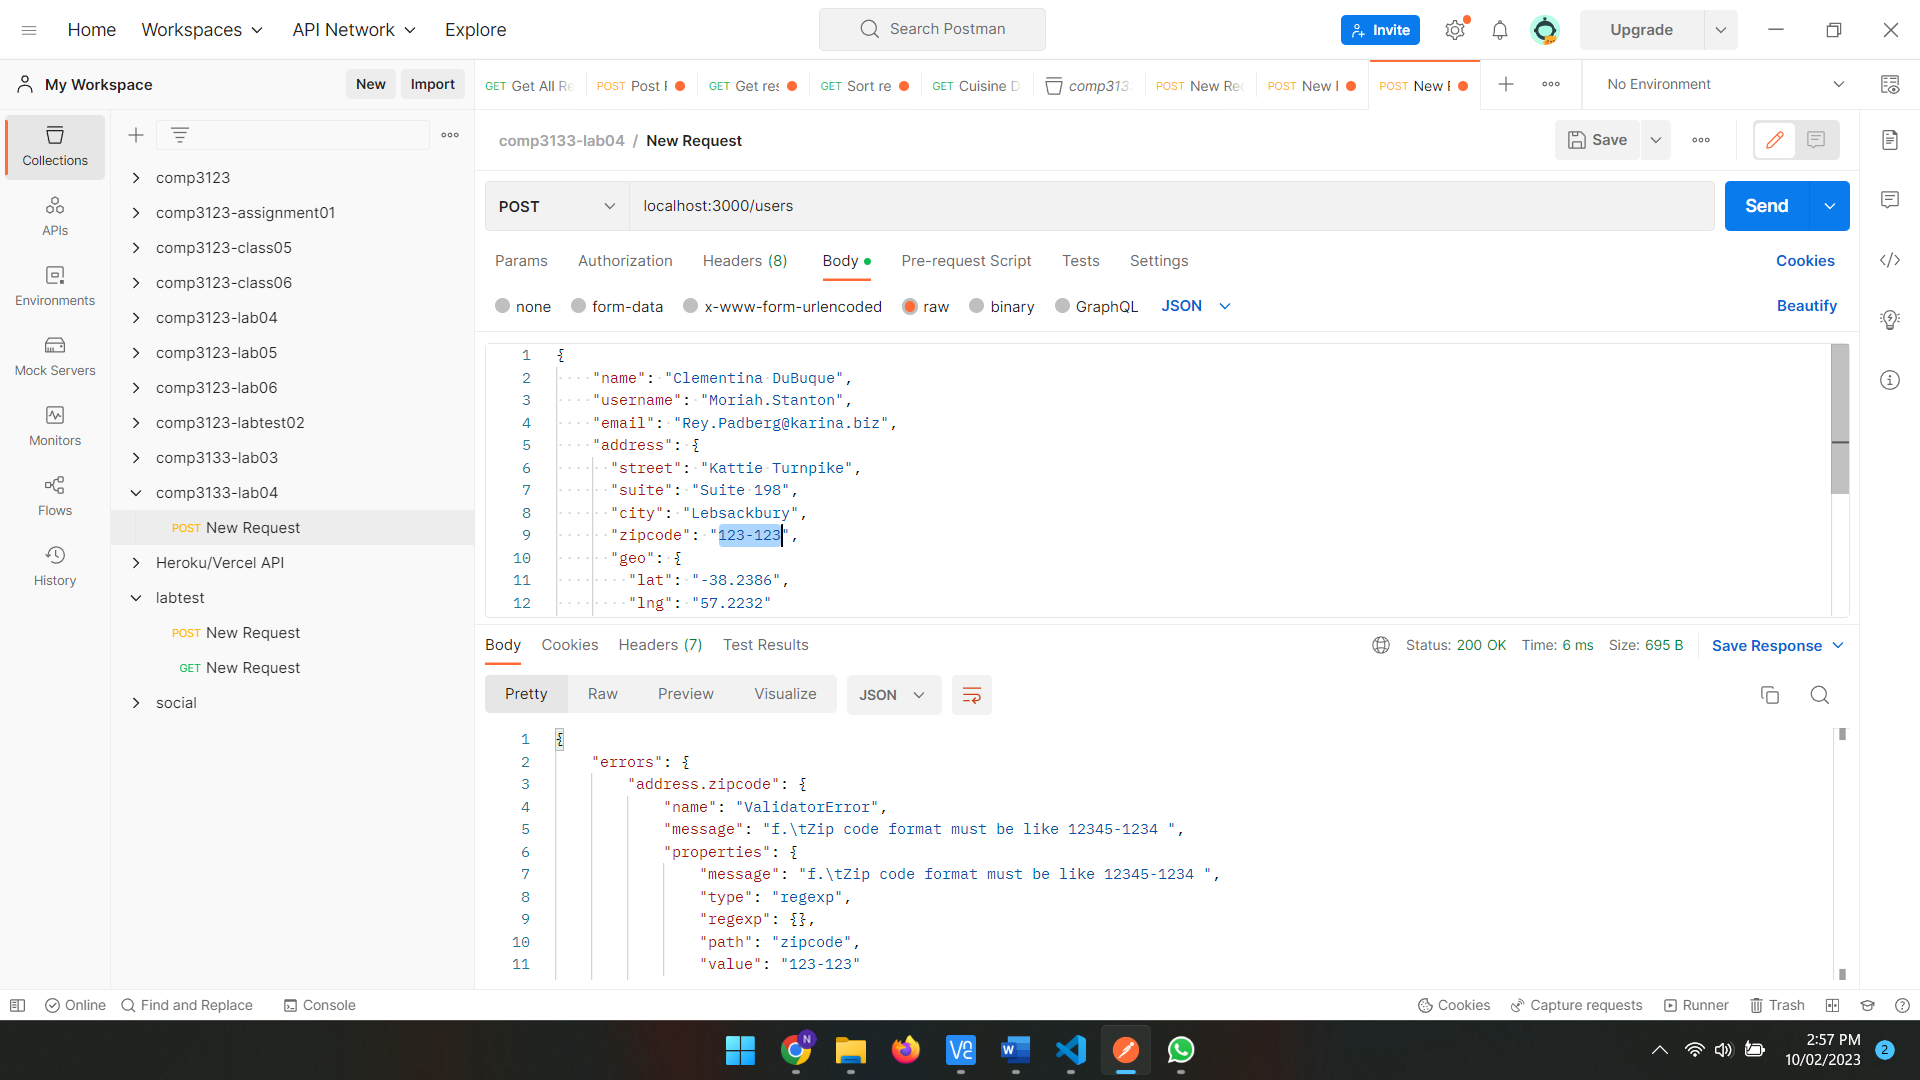 Home
Workspaces
API Network
Explore
Search Postman
Invite
Upgrade
My Workspace
New
Import
GET Get All Re
POST Post R
GET Get res
GET Sort re
GET Cuisine D
comp313
POST New Req
POST New R
POST New R
No Environment
Collections
APIs
Environments
Mock Servers
Monitors
Flows
History
comp3123
comp3123-assignment01
comp3123-class05
comp3123-class06
comp3123-lab04
comp3123-lab05
comp3123-lab06
comp3123-labtest02
comp3133-lab03
comp3133-lab04
POST New Request
Heroku/Vercel API
labtest
POST New Request
GET New Request
social
comp3133-lab04 / New Request
Save
POST
localhost:3000/users
Send
Params
Authorization
Headers (8)
Body
Pre-request Script
Tests
Settings
Cookies
none
form-data
x-www-form-urlencoded
raw
binary
GraphQL
JSON
Beautify
1 {
2 "name": "Clementina DuBuque",
3 "username": "Moriah.Stanton",
4 "email": "Rey.Padberg@karina.biz",
5 "address": {
6 "street": "Kattie Turnpike",
7 "suite": "Suite 198",
8 "city": "Lebsackbury",
9 "zipcode": "123-123",
10 "geo": {
11 "lat": "-38.2386",
12 "lng": "57.2232"
Body
Cookies
Headers (7)
Test Results
Status: 200 OK
Time: 6 ms
Size: 695 B
Save Response
Pretty
Raw
Preview
Visualize
JSON
1 {
2 "errors": {
3 "address.zipcode": {
4 "name": "ValidatorError",
5 "message": "f.\tZip code format must be like 12345-1234 ",
6 "properties": {
7 "message": "f.\tZip code format must be like 12345-1234 ",
8 "type": "regexp",
9 "regexp": {},
10 "path": "zipcode",
11 "value": "123-123"
Online
Find and Replace
Console
Cookies
Capture requests
Runner
Trash
N
2:57 PM
10/02/2023
2